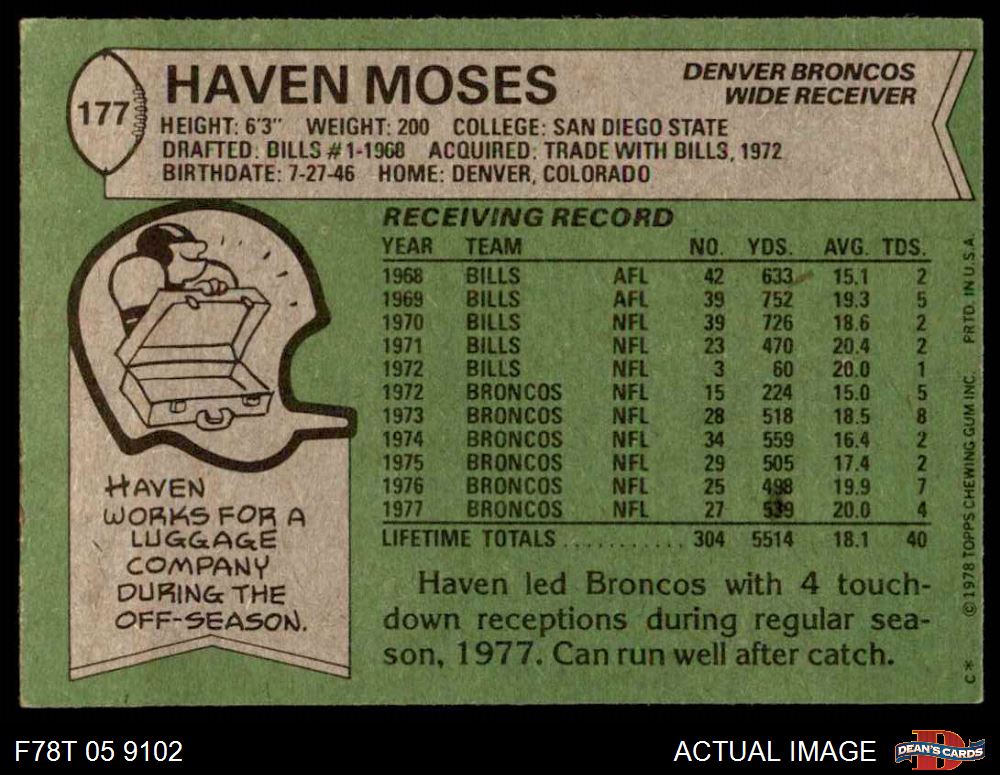 177
HAVEN MOSES
DENVER BRONCOS
WIDE RECEIVER
HEIGHT: 6'3" WEIGHT: 200 COLLEGE: SAN DIEGO STATE
DRAFTED: BILLS #1-1968 ACQUIRED: TRADE WITH BILLS, 1972
BIRTHDATE: 7-27-46 HOME: DENVER, COLORADO
RECEIVING RECORD
YEAR TEAM NO. YDS. AVG. TDS.
1968 BILLS AFL 42 633 15.1 2
1969 BILLS AFL 39 752 19.3 5
1970 BILLS NFL 39 726 18.6 2
1971 BILLS NFL 23 470 20.4 2
1972 BILLS NFL 3 60 20.0 1
1972 BRONCOS NFL 15 224 15.0 5
1973 BRONCOS NFL 28 518 18.5 8
1974 BRONCOS NFL 34 559 16.4 2
1975 BRONCOS NFL 29 505 17.4 2
1976 BRONCOS NFL 25 498 19.9 7
1977 BRONCOS NFL 27 539 20.0 4
LIFETIME TOTALS ............ 304 5514 18.1 40
HAVEN
WORKS FOR A
LUGGAGE
COMPANY
DURING THE
OFF-SEASON.
Haven led Broncos with 4 touch-
down receptions during regular sea-
son, 1977. Can run well after catch.
© 1978 TOPPS CHEWING GUM INC. PRTD. IN U.S.A.
C*
F78T 05 9102
ACTUAL IMAGE
DEAN'S CARDS